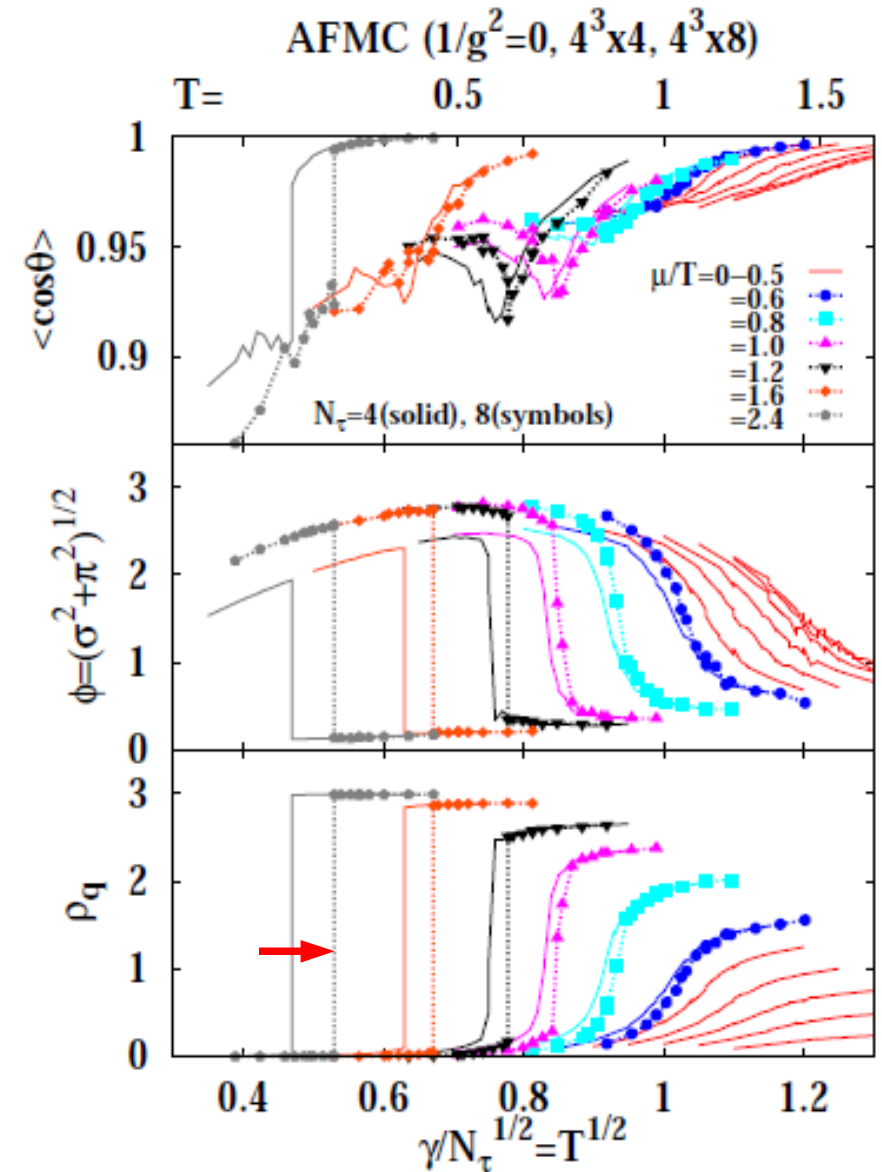 AFMC (1/g²=0, 4³x4, 4³x8)
T= 0.5 1 1.5
1
0.95
0.9
<cosθ>
μ/T=0–0.5
=0.6
=0.8
=1.0
=1.2
=1.6
=2.4
N_τ=4(solid), 8(symbols)
3
2
1
0
ϕ=(σ²+π²)^1/2
3
2
1
0
ρ_q
0.4 0.6 0.8 1 1.2
γ/N_τ^1/2=T^1/2